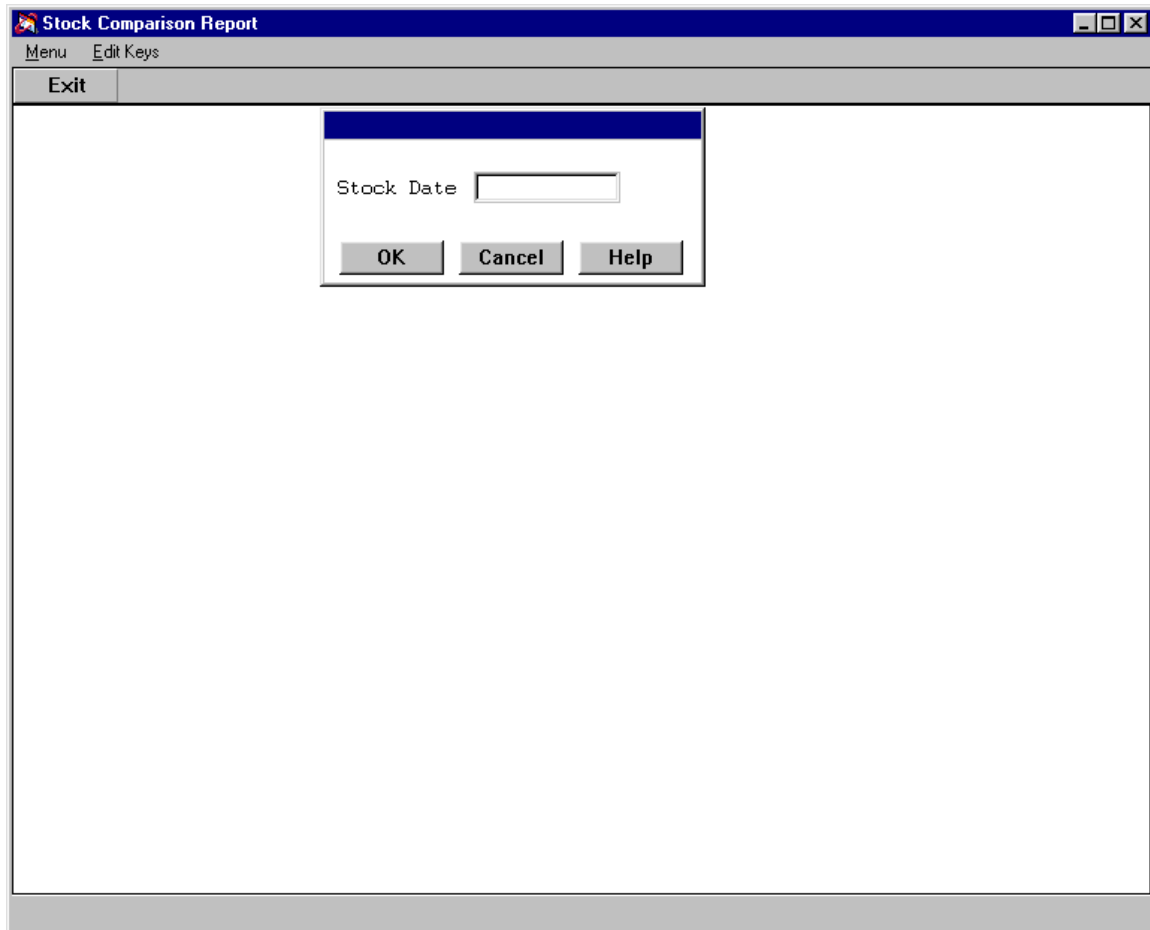 Stock Comparison Report
Menu Edit Keys
Exit
Stock Date
OK Cancel Help